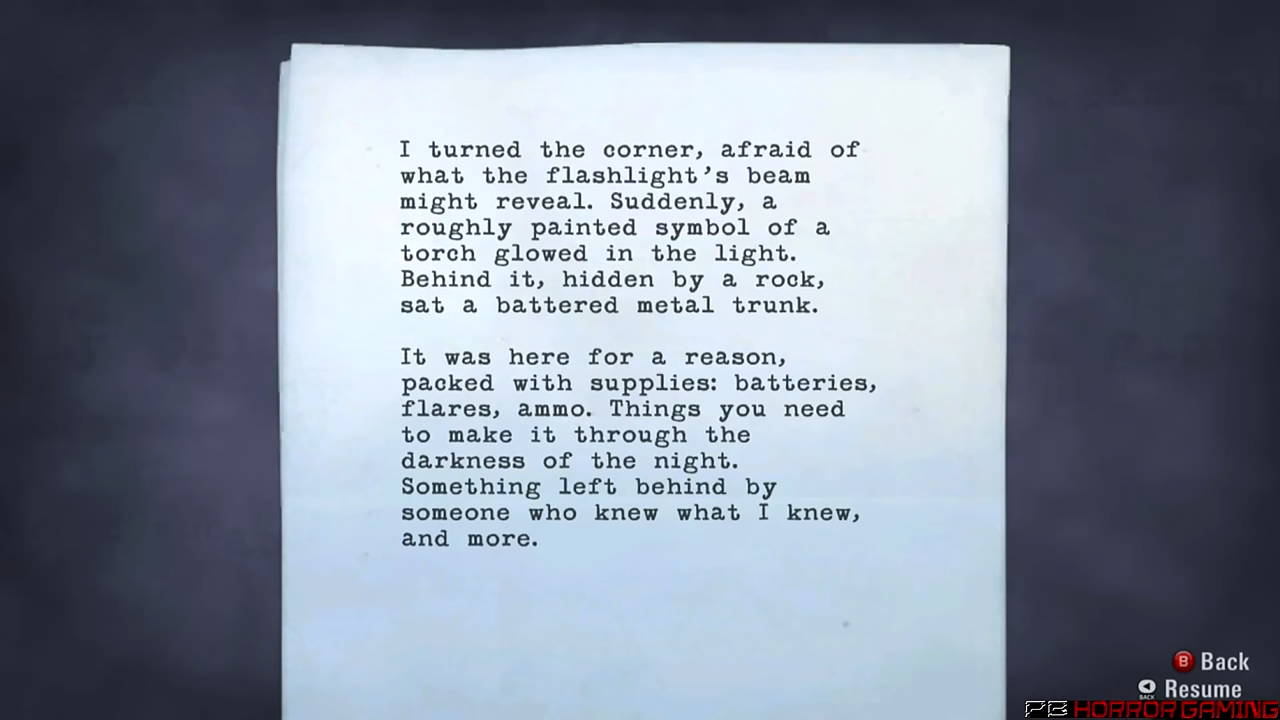 I turned the corner, afraid of
what the flashlight's beam
might reveal. Suddenly, a
roughly painted symbol of a
torch glowed in the light.
Behind it, hidden by a rock,
sat a battered metal trunk.
It was here for a reason,
packed with supplies: batteries,
flares, ammo. Things you need
to make it through the
darkness of the night.
Something left behind by
someone who knew what I knew,
and more.
B Back
BACK Resume
HORROR GAMING